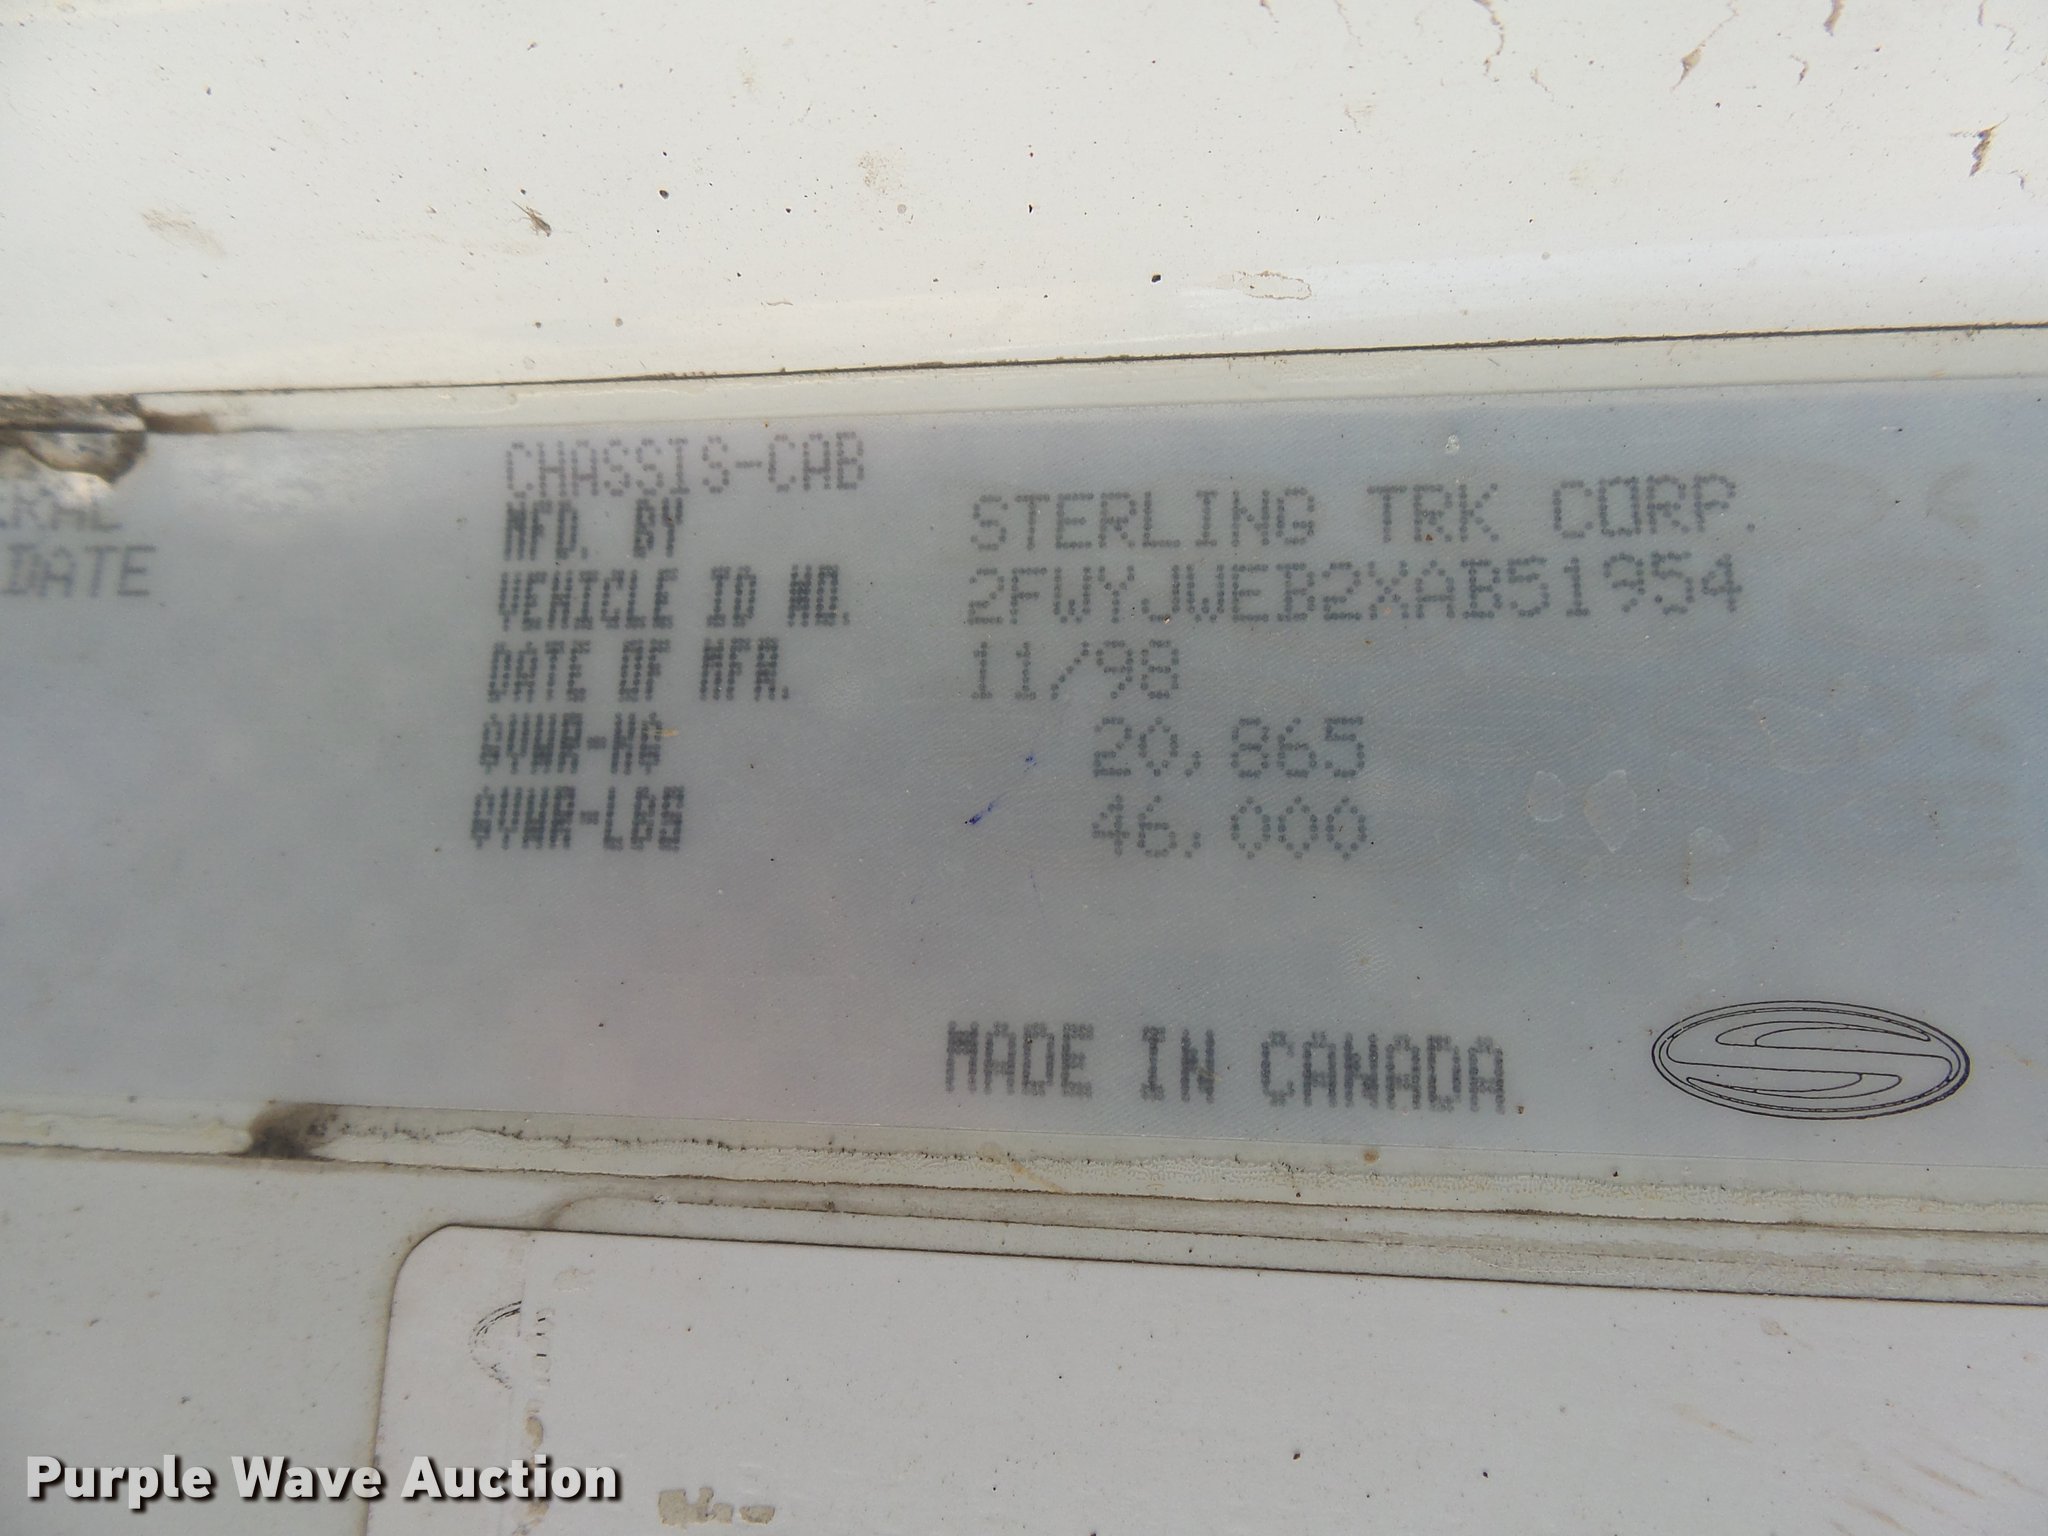 CHASSIS-CAB
MFD. BY STERLING TRK CORP.
VEHICLE ID NO. 2FWYJWEB2XAB51954
DATE OF MFR. 11/98
GVWR-KG 20,865
GVWR-LBS 46,000
DATE
MADE IN CANADA.
Purple Wave Auction